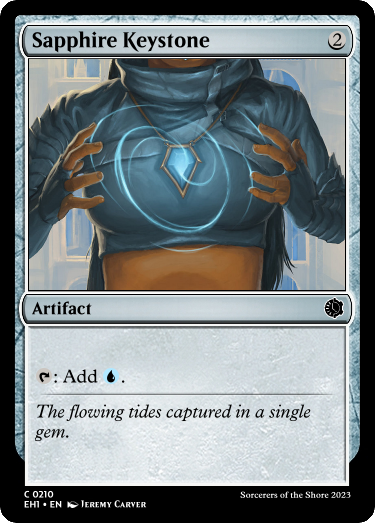 Sapphire Keystone 2
Artifact
: Add .
The flowing tides captured in a single
gem.
C 0210
EH1 • EN JEREMY CARVER
Sorcerers of the Shore 2023